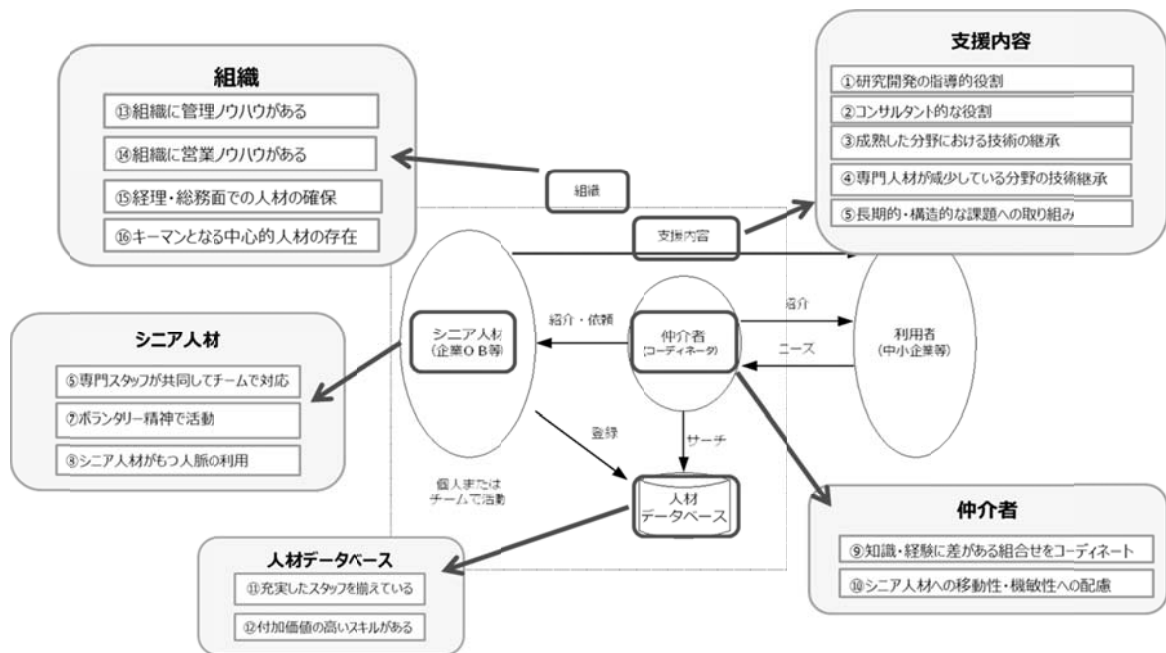 組織
⑬組織に管理ノウハウがある
⑭組織に営業ノウハウがある
⑮経理・総務面での人材の確保
⑯キーマンとなる中心的人材の存在
支援内容
①研究開発の指導的役割
②コンサルタント的な役割
③成熟した分野における技術の継承
④専門人材が減少している分野の技術継承
⑤長期的・構造的な課題への取り組み
組織
支援内容
シニア人材
(企業OB等)
紹介・依頼
仲介者
(コーディネータ)
紹介
ニーズ
利用者
(中小企業等)
シニア人材
⑤専門スタッフが共同してチームで対応
⑦ボランタリー精神で活動
⑧シニア人材がもつ人脈の利用
登録
サーチ
個人または
チームで活動
人材
データベース
人材データベース
⑪充実したスタッフを揃えている
⑫付加価値の高いスキルがある
仲介者
⑨知識・経験に差がある組合せをコーディネート
⑩シニア人材への移動性・機敏性への配慮